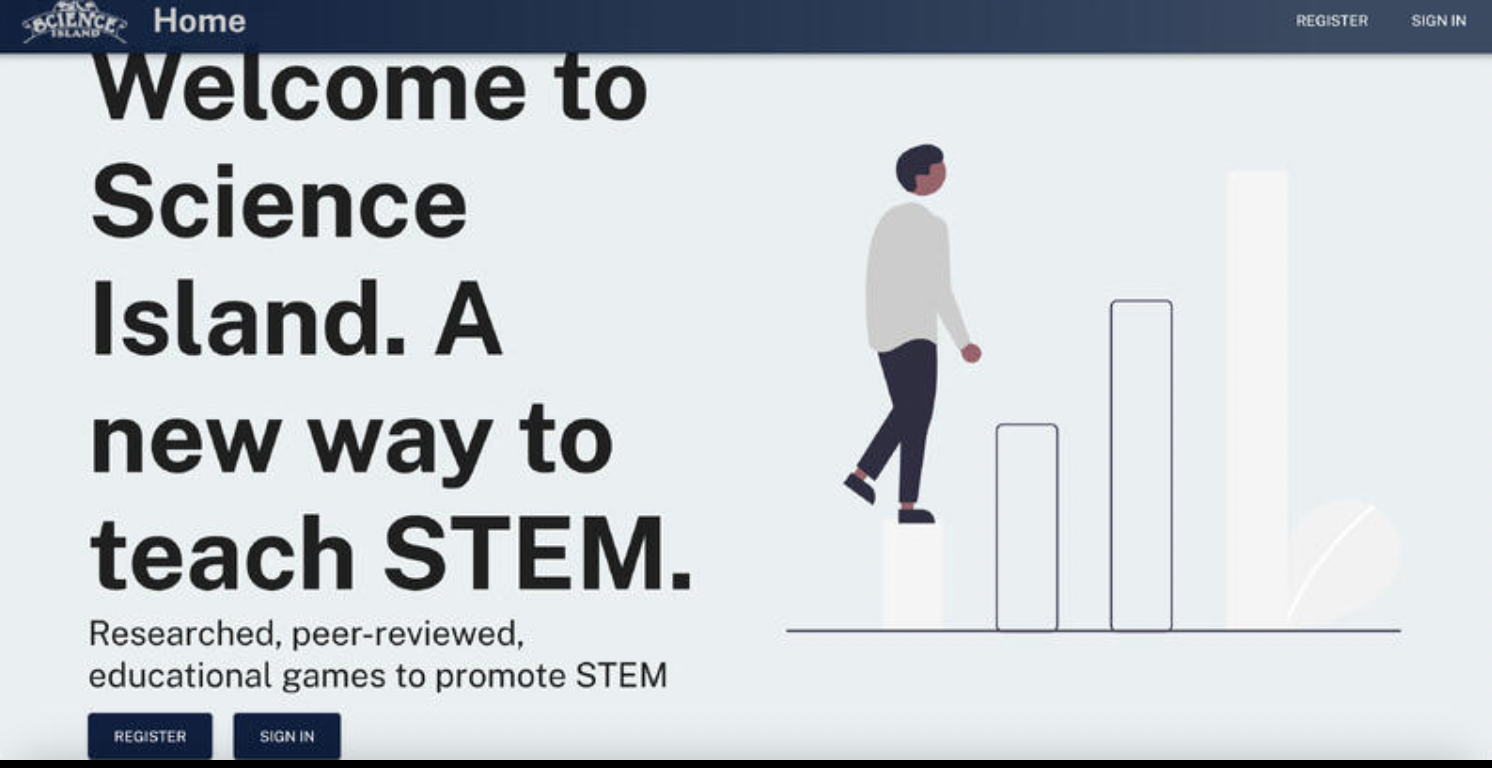 SCIENCE
ISLAND
Home
REGISTER
SIGN IN
Welcome to
Science
Island. A
new way to
teach STEM.
Researched, peer-reviewed,
educational games to promote STEM
REGISTER
SIGN IN